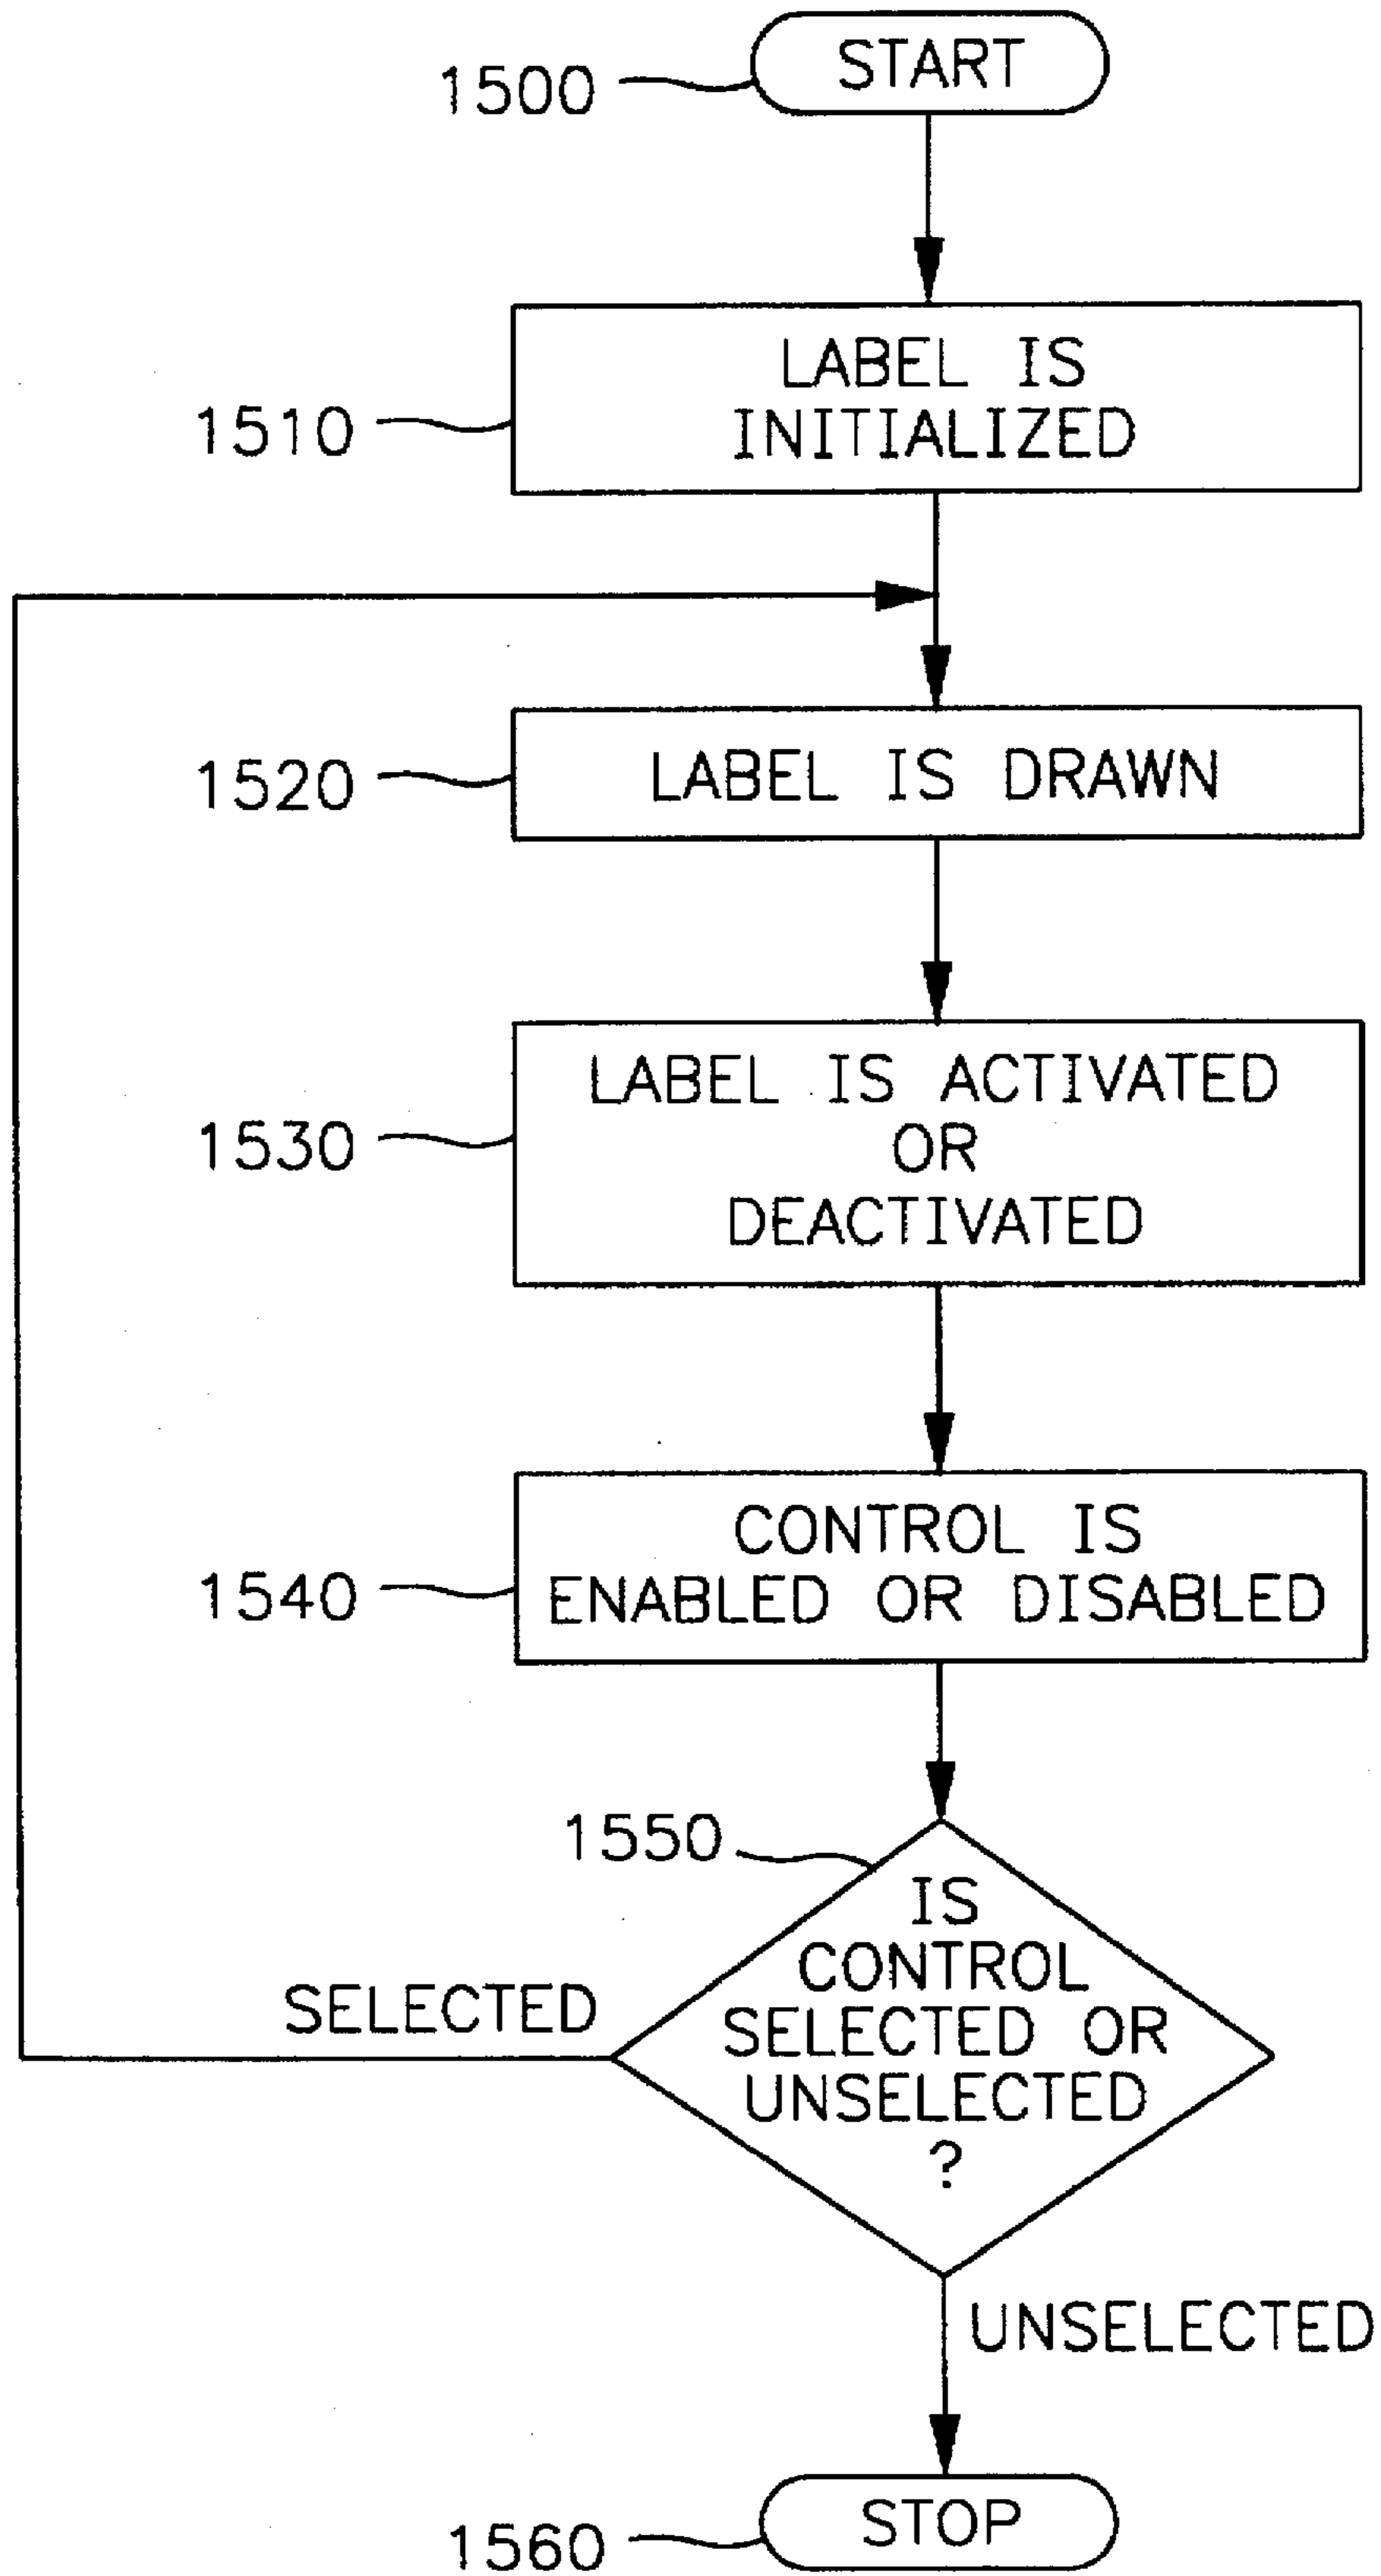 START
1500
LABEL IS
INITIALIZED
1510
LABEL IS DRAWN
1520
LABEL IS ACTIVATED
OR
DEACTIVATED
1530
CONTROL IS
ENABLED OR DISABLED
1540
1550
IS
CONTROL
SELECTED OR
UNSELECTED
?
SELECTED
UNSELECTED
STOP
1560